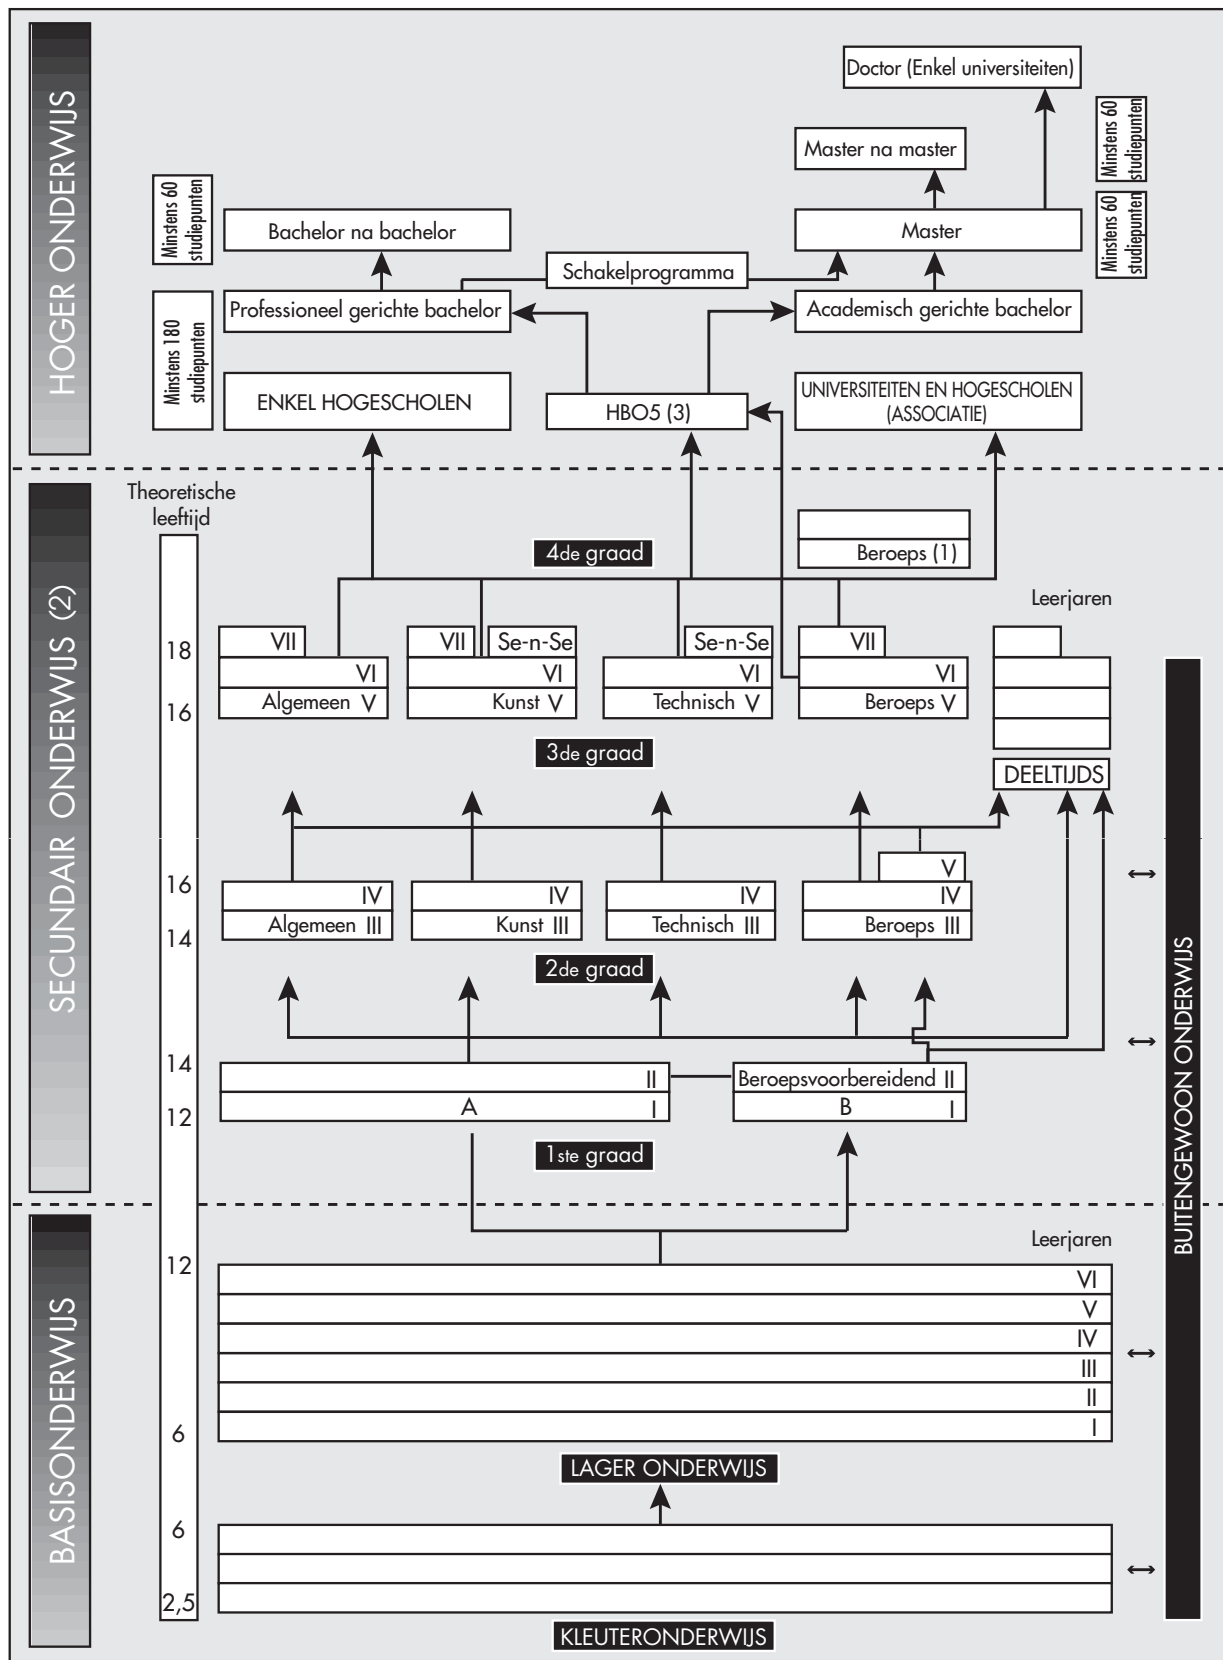 HOGER ONDERWIJS
Doctor (Enkel universiteiten)
Minstens 60
studiepunten
Master na master
Minstens 60
studiepunten
Bachelor na bachelor
Master
Minstens 60
studiepunten
Schakelprogramma
Professioneel gerichte bachelor
Academisch gerichte bachelor
Minstens 180
studiepunten
ENKEL HOGESCHOLEN
HBO5 (3)
UNIVERSITEITEN EN HOGESCHOLEN
(ASSOCIATIE)
SECUNDAIR ONDERWIJS (2)
Theoretische
leeftijd
4de graad
Beroeps (1)
Leerjaren
18
VII
VII
Se-n-Se
Se-n-Se
VII
VI
VI
VI
VI
16
Algemeen V
Kunst V
Technisch V
Beroeps V
3de graad
DEELTIJDS
V
16
IV
IV
IV
IV
14
Algemeen III
Kunst III
Technisch III
Beroeps III
2de graad
14
II
Beroepsvoorbereidend II
12
A I
B I
1ste graad
BUITENGEWOON ONDERWIJS
BASISONDERWIJS
Leerjaren
12
VI
V
IV
III
II
6
I
LAGER ONDERWIJS
6
2,5
KLEUTERONDERWIJS